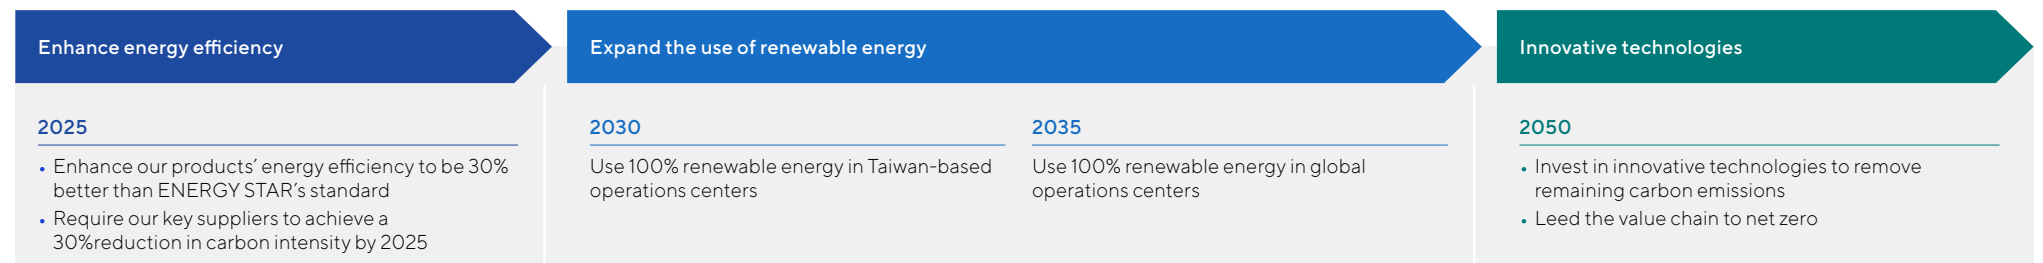 Enhance energy efficiency
2025
• Enhance our products’ energy efficiency to be 30%
better than ENERGY STAR’s standard
• Require our key suppliers to achieve a
30%reduction in carbon intensity by 2025
Expand the use of renewable energy
2030
Use 100% renewable energy in Taiwan-based
operations centers
2035
Use 100% renewable energy in global
operations centers
Innovative technologies
2050
• Invest in innovative technologies to remove
remaining carbon emissions
• Leed the value chain to net zero